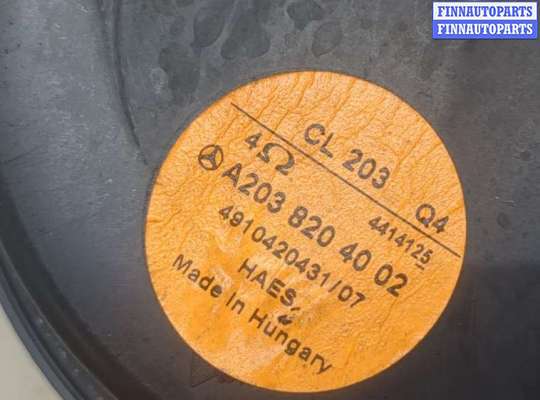 FINNAUTOPARTS
FINNAUTOPARTS
CL 203 Q4
4Ω 4414125
A203 820 40 02
4910420431/07
HAES
Made In Hungary